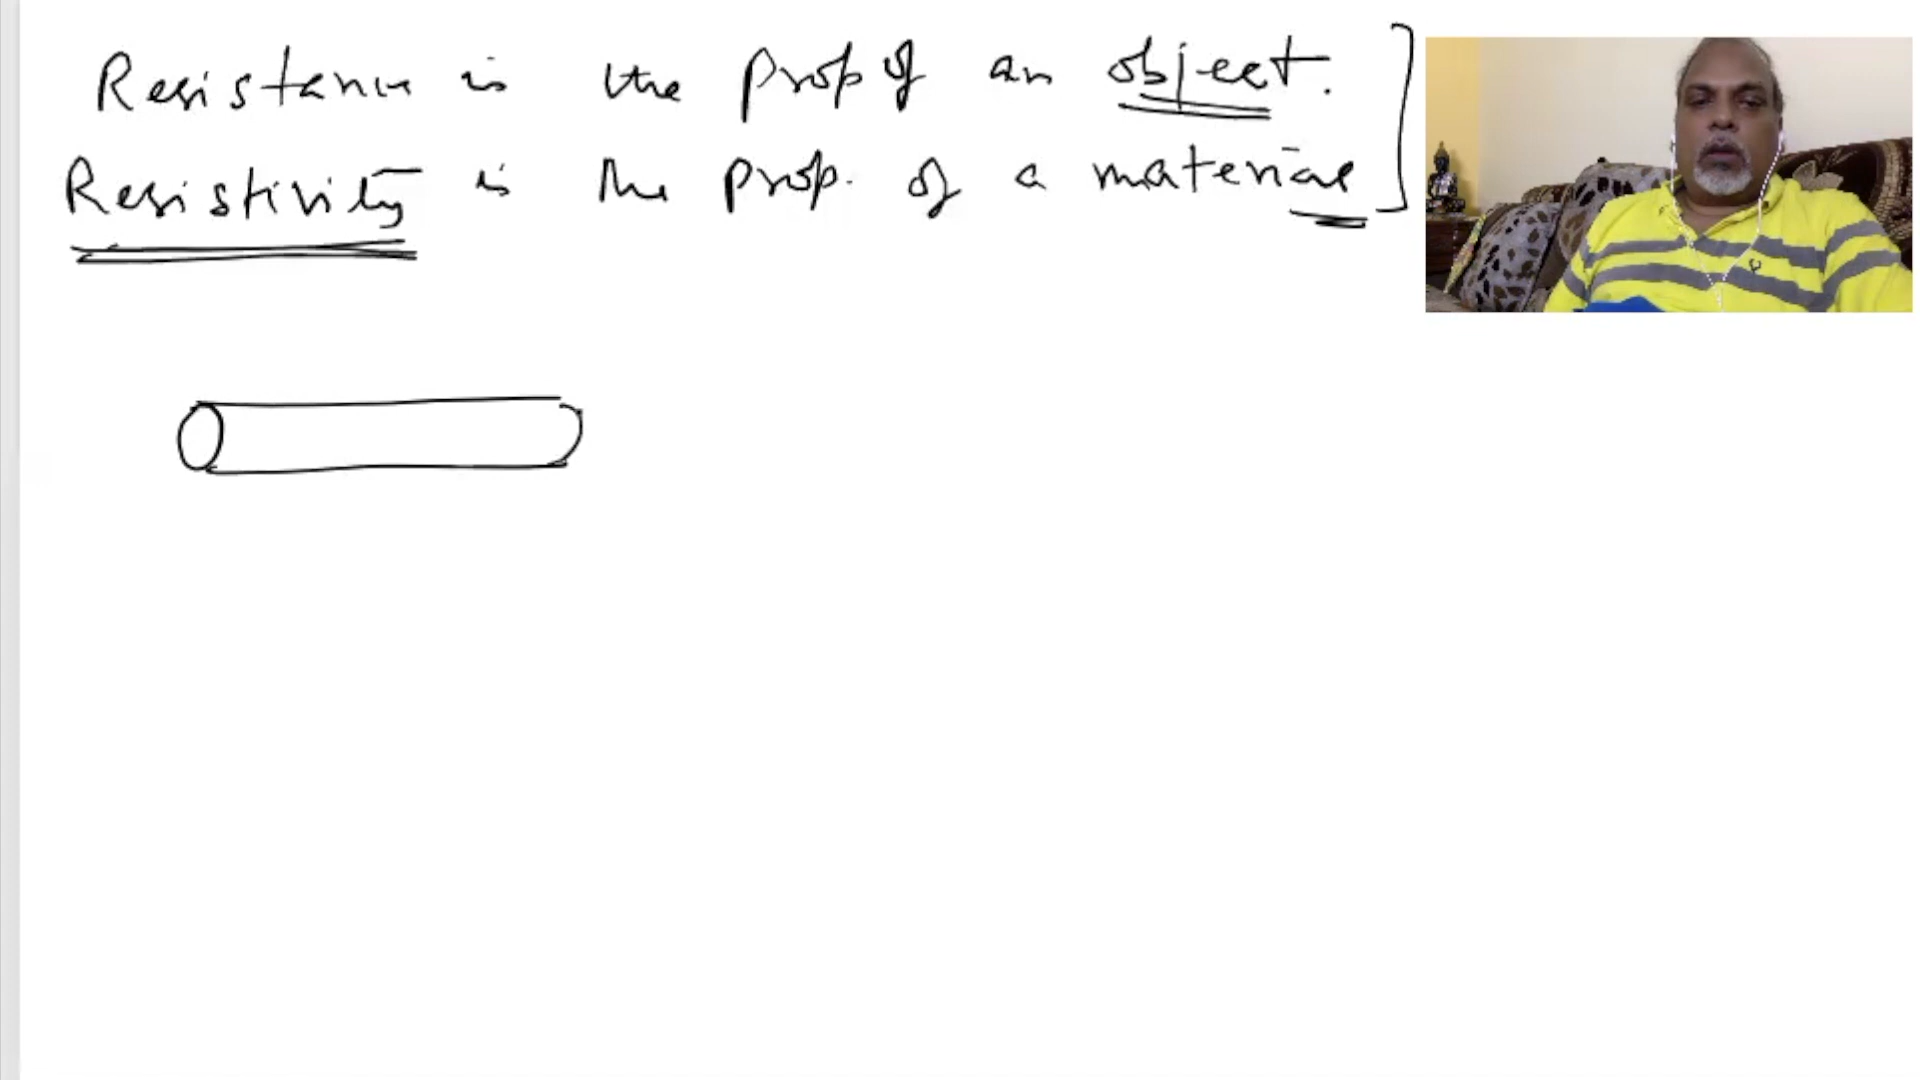 Resistance is the prop of an object.
Resistivity is the prop. of a material